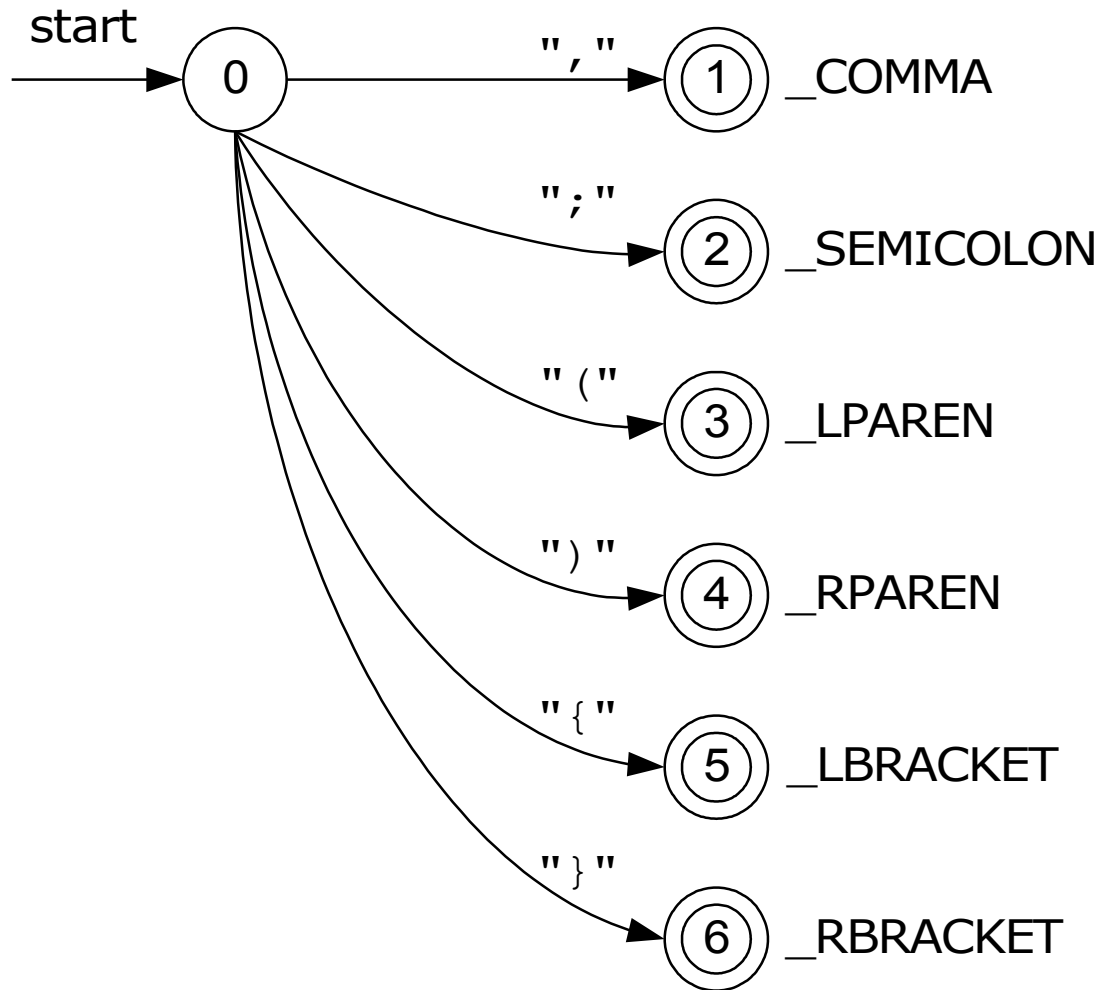 start
0 "," 1 _COMMA
";" 2 _SEMICOLON
"(" 3 _LPAREN
")" 4 _RPAREN
"{" 5 _LBRACKET
"}" 6 _RBRACKET